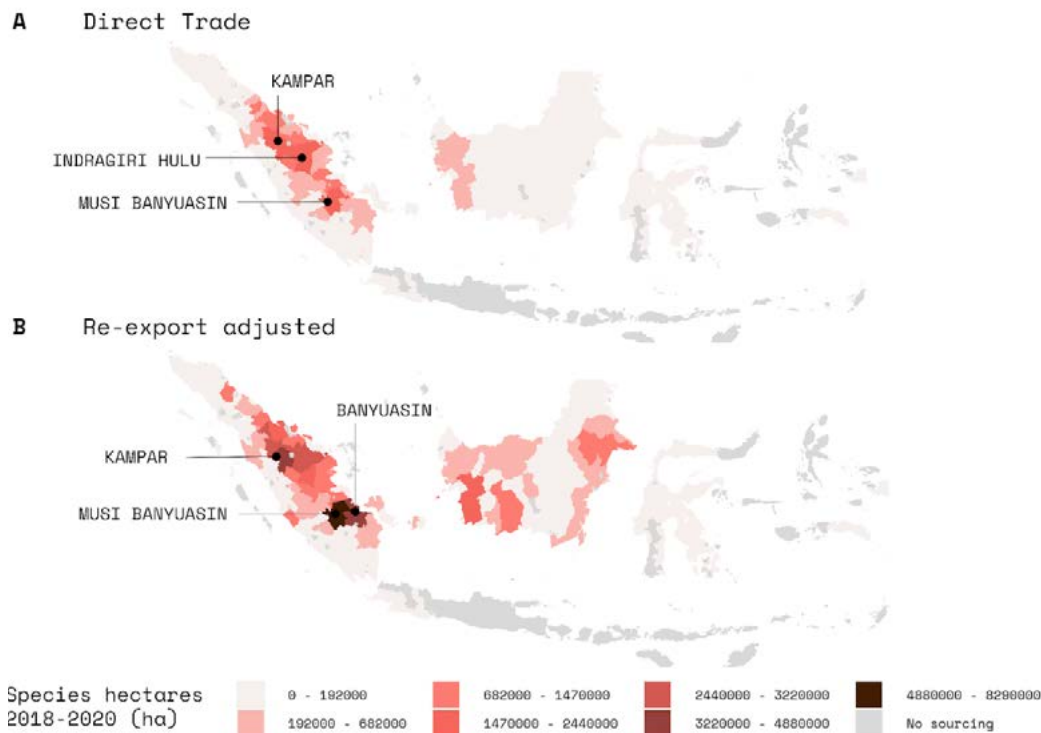 A Direct Trade
KAMPAR
INDRAGIRI HULU
MUSI BANYUASIN
B Re-export adjusted
BANYUASIN
KAMPAR
MUSI BANYUASIN
Species hectares
2018-2020 (ha)
0 - 192000
192000 - 682000
682000 - 1470000
1470000 - 2440000
2440000 - 3220000
3220000 - 4880000
4880000 - 8290000
No sourcing